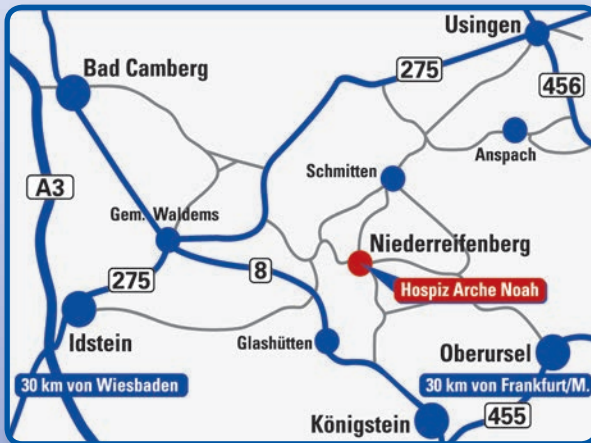 Usingen
Bad Camberg
275
456
Anspach
A3
Schmitten
Gem. Waldems
Niederreifenberg
275
8
Hospiz Arche Noah
Idstein
Glashütten
Oberursel
30 km von Wiesbaden
30 km von Frankfurt/M.
Königstein
455